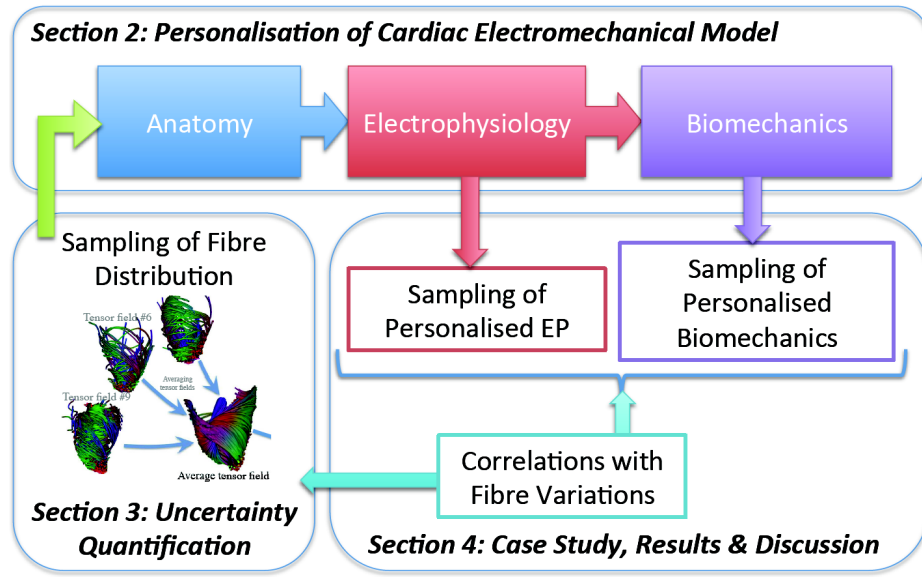 Section 2: Personalisation of Cardiac Electromechanical Model
Anatomy
Electrophysiology
Biomechanics
Sampling of Fibre
Distribution
Tensor field #6
Averaging
tensor fields
Tensor field #9
Average tensor field
Section 3: Uncertainty
Quantification
Sampling of
Personalised EP
Sampling of
Personalised
Biomechanics
Correlations with
Fibre Variations
Section 4: Case Study, Results & Discussion